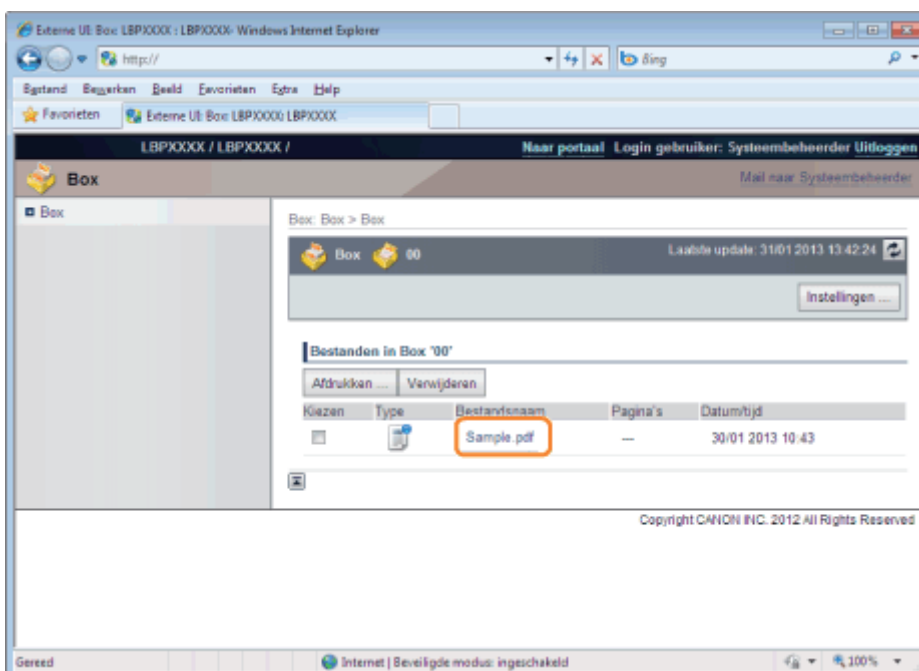 Externe UI: Box: LBPXXXX : LBPXXXX- Windows Internet Explorer
http://
Bing
Bestand Bewerken Beeld Favorieten Extra Help
Favorieten Externe UI: Box: LBPXXXX: LBPXXXX
LBPXXXX / LBPXXXX / Naar portaal Login gebruiker: Systeembeheerder Uitloggen
Box Mail naar Systeembeheerder
Box
Box: Box > Box
Box 00 Laatste update: 31/01 2013 13:42:24
Instellingen ...
Bestanden in Box '00'
Afdrukken ... Verwijderen
Kiezen Type Bestandsnaam Pagina's Datum/tijd
Sample.pdf --- 30/01 2013 10:43
Copyright CANON INC. 2012 All Rights Reserved
Gereed Internet | Beveiligde modus: ingeschakeld 100%